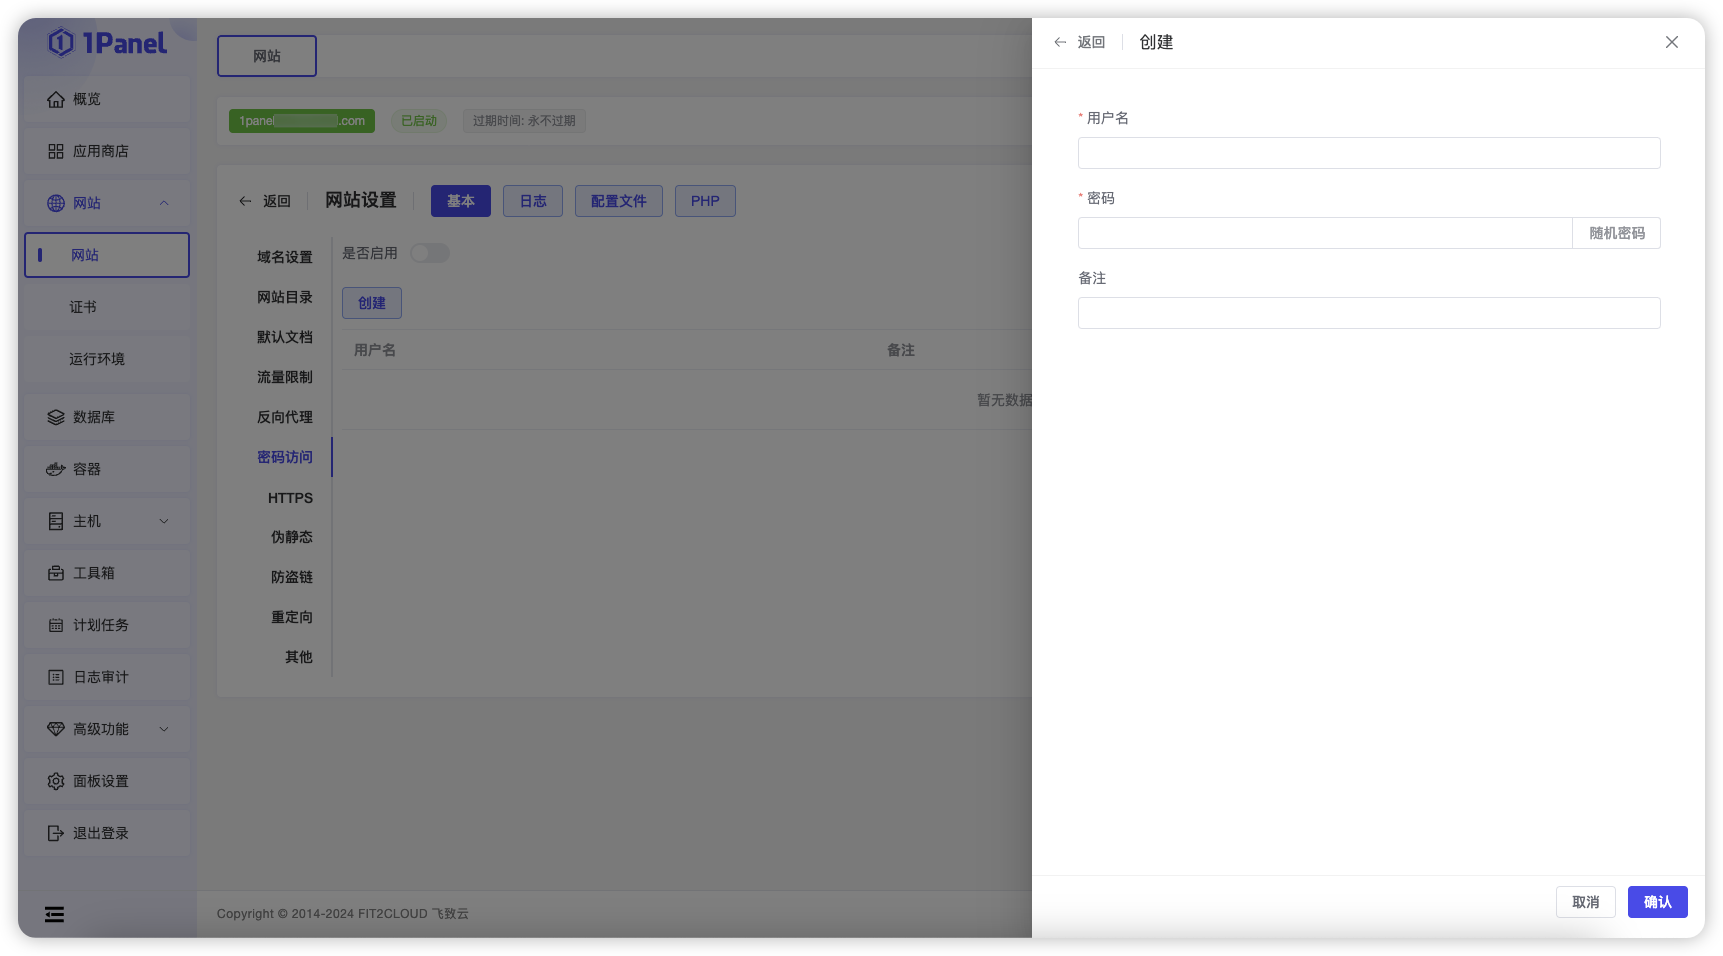 1Panel
概览
应用商店
网站
网站
证书
运行环境
数据库
容器
主机
工具箱
计划任务
日志审计
高级功能
面板设置
退出登录
网站
1panel .com 已启动 过期时间: 永不过期
返回 网站设置 基本 日志 配置文件 PHP
域名设置
网站目录
默认文档
流量限制
反向代理
密码访问
HTTPS
伪静态
防盗链
重定向
其他
是否启用
创建
用户名 备注
暂无数据
Copyright © 2014-2024 FIT2CLOUD 飞致云
返回 创建
* 用户名
* 密码
随机密码
备注
取消 确认